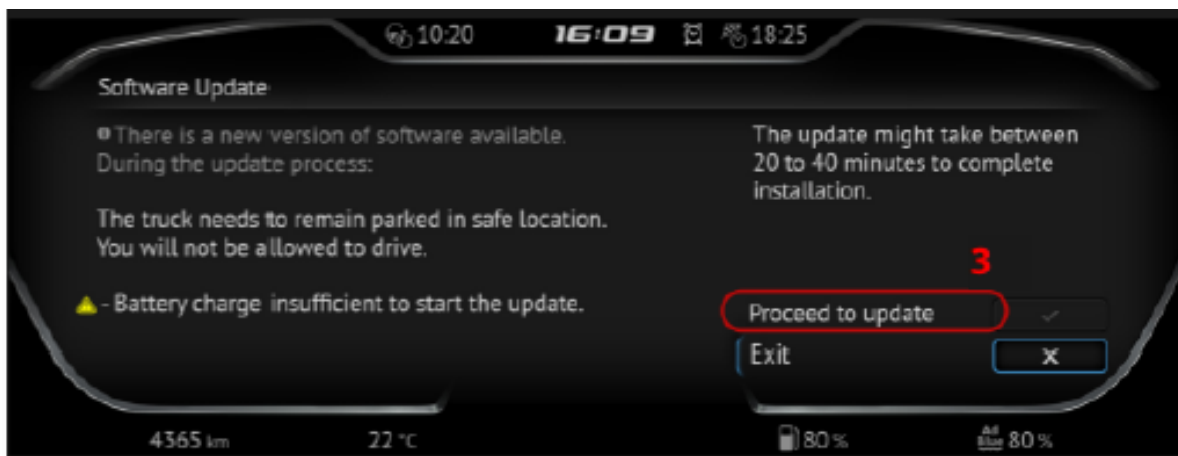 10:20 16:09 18:25
Software Update
There is a new version of software available.
During the update process:
The truck needs to remain parked in safe location.
You will not be allowed to drive.
- Battery charge insufficient to start the update.
The update might take between
20 to 40 minutes to complete
installation.
3
Proceed to update
Exit
4365 km 22 °C 80 % Ad Blue 80 %